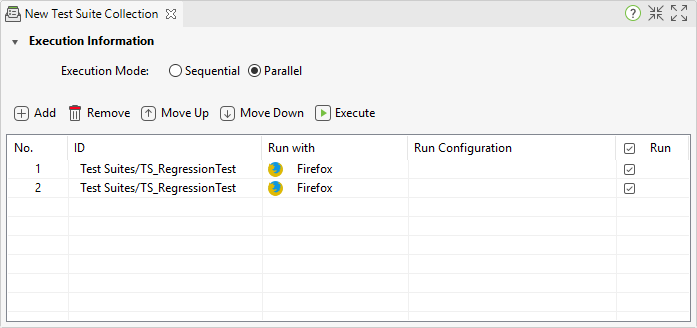 New Test Suite Collection
Execution Information
Execution Mode: Sequential Parallel
Add Remove Move Up Move Down Execute
No. ID Run with Run Configuration Run
1 Test Suites/TS_RegressionTest Firefox
2 Test Suites/TS_RegressionTest Firefox